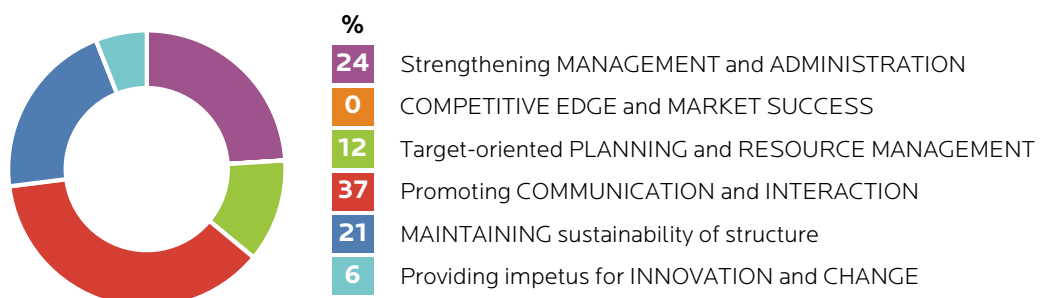 %
24 Strengthening MANAGEMENT and ADMINISTRATION
0 COMPETITIVE EDGE and MARKET SUCCESS
12 Target-oriented PLANNING and RESOURCE MANAGEMENT
37 Promoting COMMUNICATION and INTERACTION
21 MAINTAINING sustainability of structure
6 Providing impetus for INNOVATION and CHANGE